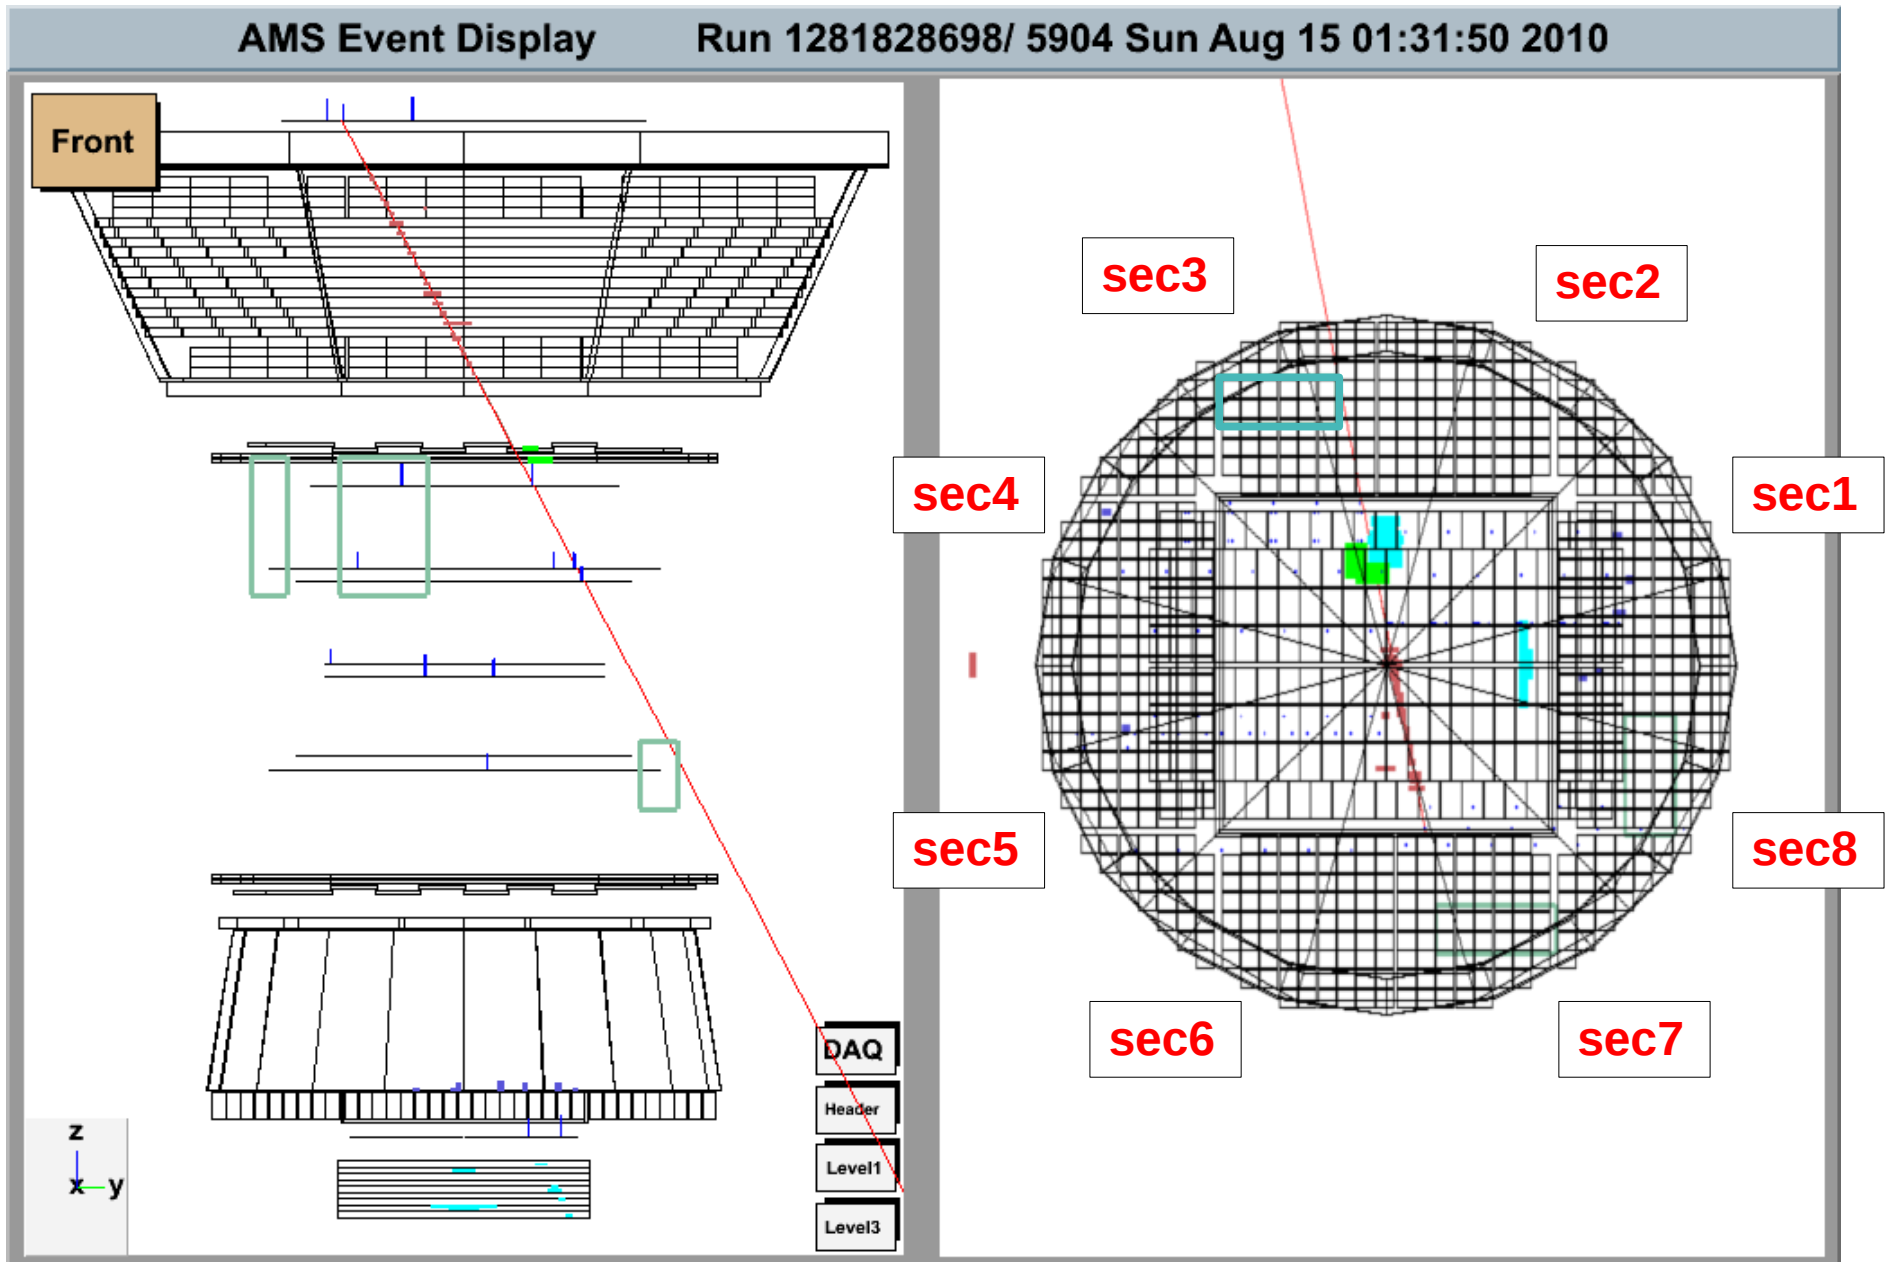 AMS Event Display Run 1281828698/ 5904 Sun Aug 15 01:31:50 2010
Front
sec3
sec2
sec4
sec1
sec5
sec8
sec6
sec7
DAQ
Header
Level1
Level3
z
x y